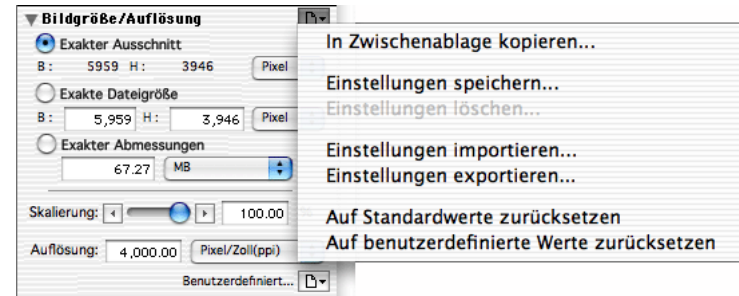 Bildgröße/Auflösung
Exakter Ausschnitt
B: 5959 H: 3946 Pixel
Exakte Dateigröße
B: 5,959 H: 3,946 Pixel
Exakter Abmessungen
67.27 MB
Skalierung: 100.00
Auflösung: 4,000.00 Pixel/Zoll(ppi)
Benutzerdefiniert...
In Zwischenablage kopieren...
Einstellungen speichern...
Einstellungen löschen...
Einstellungen importieren...
Einstellungen exportieren...
Auf Standardwerte zurücksetzen
Auf benutzerdefinierte Werte zurücksetzen